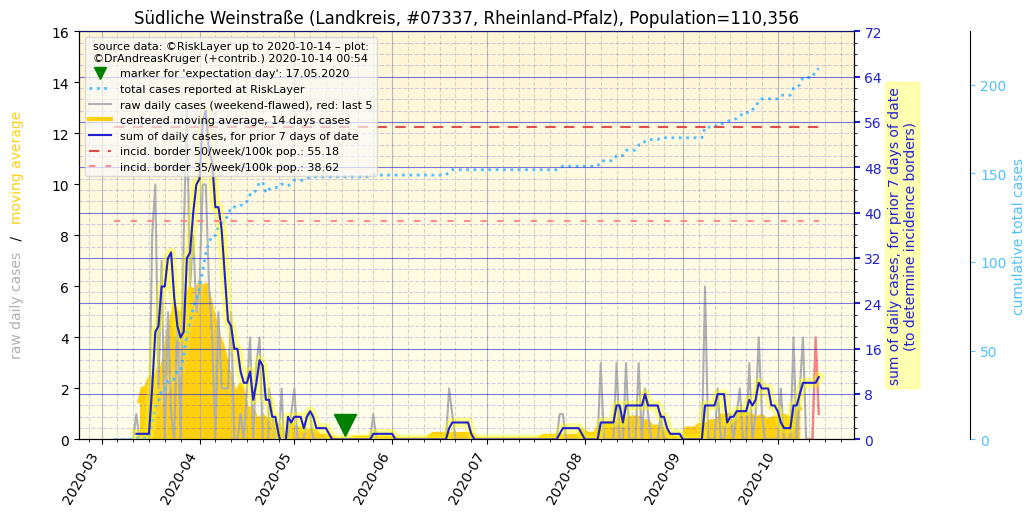 Südliche Weinstraße (Landkreis, #07337, Rheinland-Pfalz), Population=110,356
source data: ©RiskLayer up to 2020-10-14 – plot:
©DrAndreasKruger (+contrib.) 2020-10-14 00:54
marker for 'expectation day': 17.05.2020
total cases reported at RiskLayer
raw daily cases (weekend-flawed), red: last 5
centered moving average, 14 days cases
sum of daily cases, for prior 7 days of date
incid. border 50/week/100k pop.: 55.18
incid. border 35/week/100k pop.: 38.62
raw daily cases / moving average
16
14
12
10
8
6
4
2
0
2020-03
2020-04
2020-05
2020-06
2020-07
2020-08
2020-09
2020-10
72
64
56
48
40
32
24
16
8
0
sum of daily cases, for prior 7 days of date
(to determine incidence borders)
200
150
100
50
0
cumulative total cases